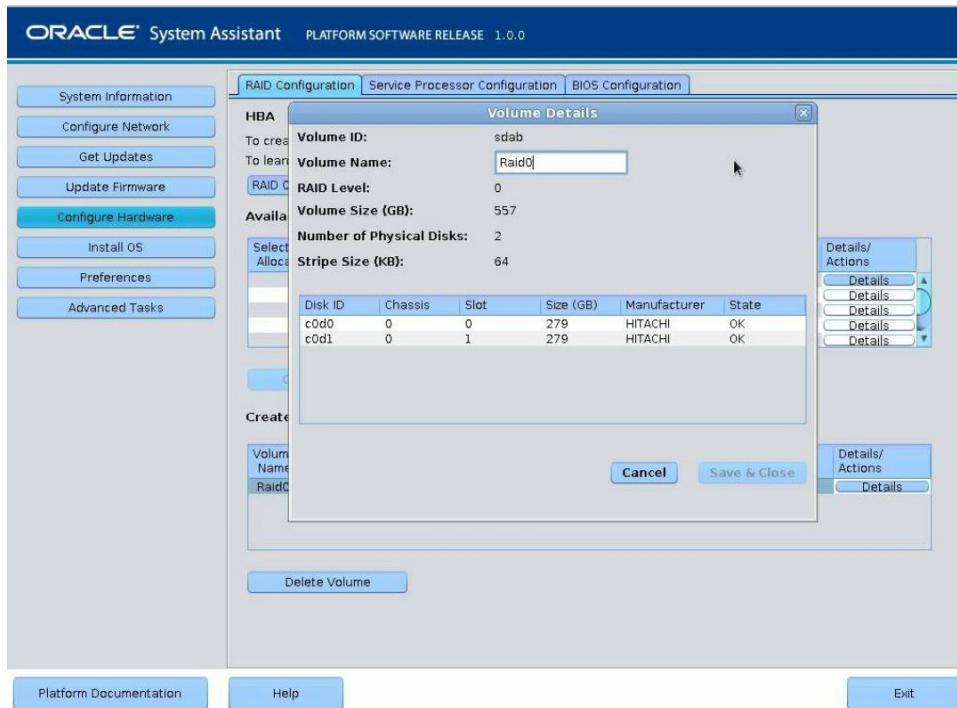 ORACLE System Assistant PLATFORM SOFTWARE RELEASE 1.0.0
System Information
Configure Network
Get Updates
Update Firmware
Configure Hardware
Install OS
Preferences
Advanced Tasks
RAID Configuration Service Processor Configuration BIOS Configuration
HBA
To crea
To learn
RAID C
Availa
Select
Alloca
Details/
Actions
Details
Details
Details
Details
Details
Create
Volum
Name
Details/
Actions
Raid0
Details
Delete Volume
Volume Details
Volume ID: sdab
Volume Name: Raid0
RAID Level: 0
Volume Size (GB): 557
Number of Physical Disks: 2
Stripe Size (KB): 64
Disk ID Chassis Slot Size (GB) Manufacturer State
c0d0 0 0 279 HITACHI OK
c0d1 0 1 279 HITACHI OK
Cancel Save & Close
Platform Documentation Help Exit